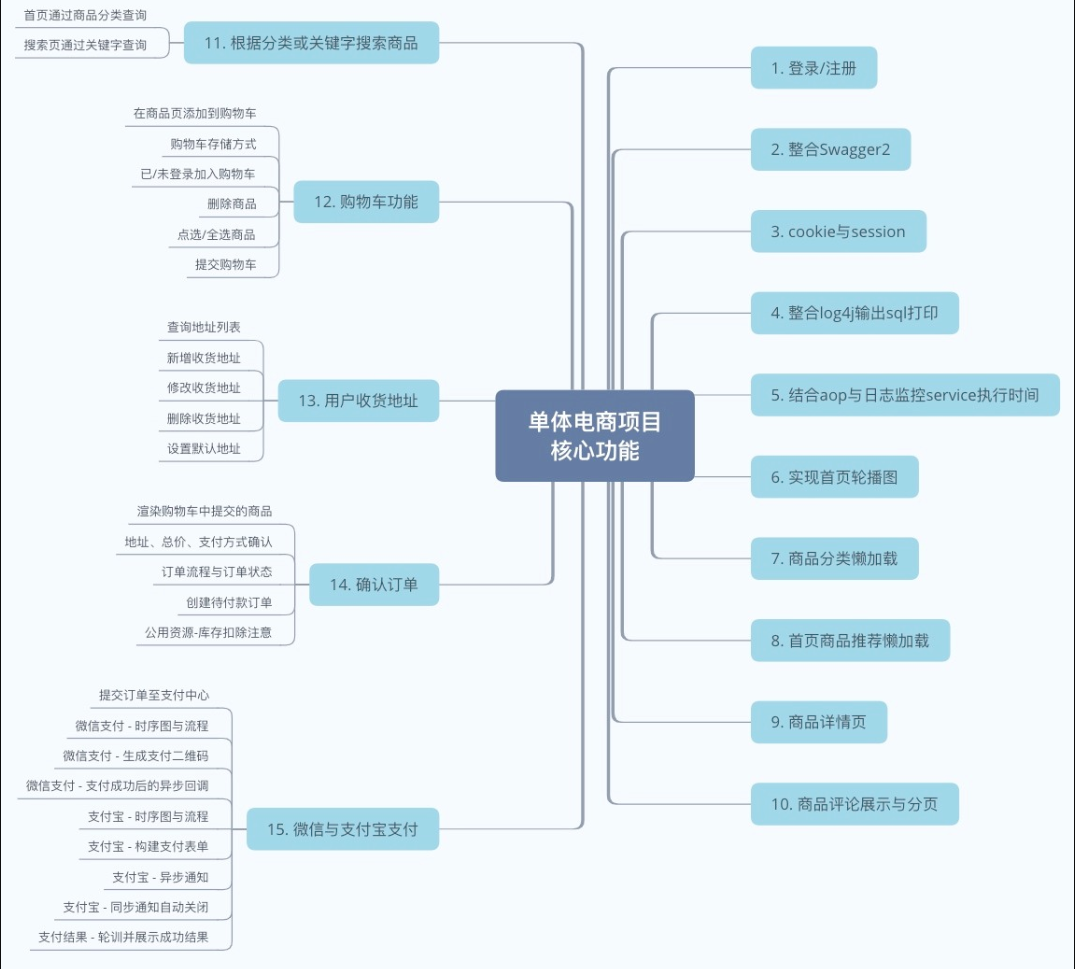 单体电商项目
核心功能
1. 登录/注册
2. 整合Swagger2
3. cookie与session
4. 整合log4j输出sql打印
5. 结合aop与日志监控service执行时间
6. 实现首页轮播图
7. 商品分类懒加载
8. 首页商品推荐懒加载
9. 商品详情页
10. 商品评论展示与分页
11. 根据分类或关键字搜索商品
首页通过商品分类查询
搜索页通过关键字查询
12. 购物车功能
在商品页添加到购物车
购物车存储方式
已/未登录加入购物车
删除商品
点选/全选商品
提交购物车
13. 用户收货地址
查询地址列表
新增收货地址
修改收货地址
删除收货地址
设置默认地址
14. 确认订单
渲染购物车中提交的商品
地址、总价、支付方式确认
订单流程与订单状态
创建待付款订单
公用资源-库存扣除注意
15. 微信与支付宝支付
提交订单至支付中心
微信支付 - 时序图与流程
微信支付 - 生成支付二维码
微信支付 - 支付成功后的异步回调
支付宝 - 时序图与流程
支付宝 - 构建支付表单
支付宝 - 异步通知
支付宝 - 同步通知自动关闭
支付结果 - 轮训并展示成功结果